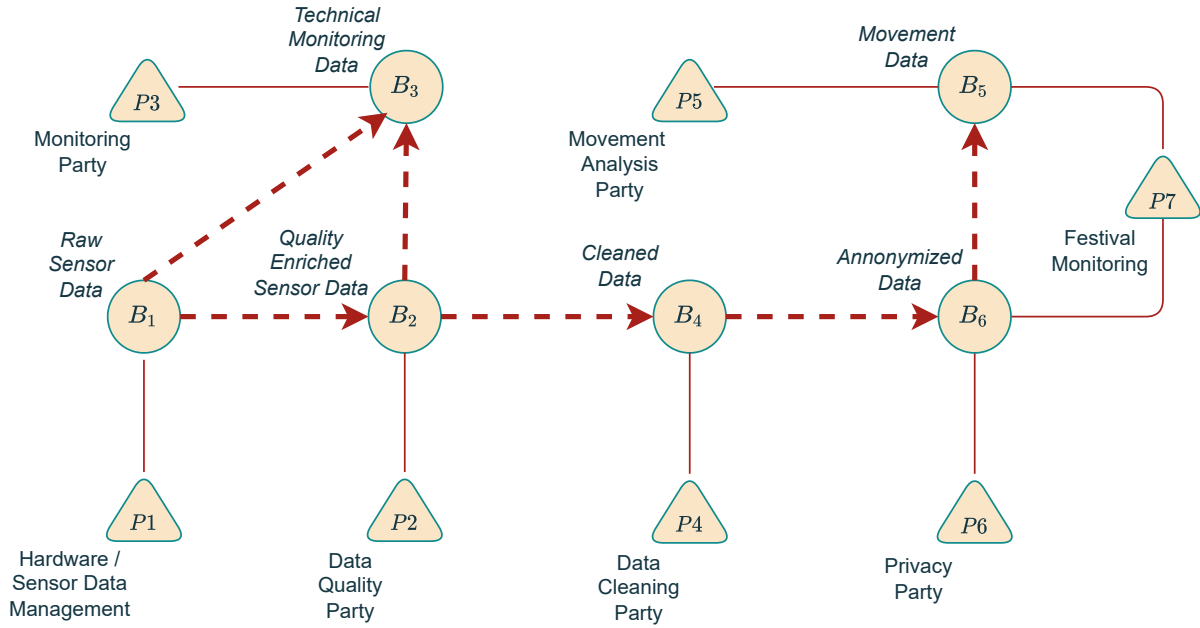 Technical
Monitoring
Data
B3
P3
Monitoring
Party
Movement
Data
B5
P5
Movement
Analysis
Party
P7
Festival
Monitoring
Raw
Sensor
Data
B1
Quality
Enriched
Sensor Data
B2
Cleaned
Data
B4
Annonymized
Data
B6
P1
Hardware /
Sensor Data
Management
P2
Data
Quality
Party
P4
Data
Cleaning
Party
P6
Privacy
Party